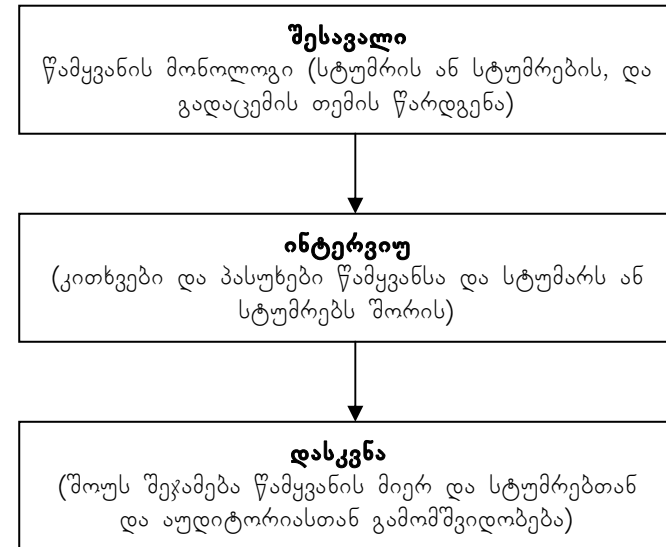 შესავალი
წამყვანის მონოლოგი (სტუმრის ან სტუმრების, და
გადაცემის თემის წარდგენა)
ინტერვიუ
(კითხვები და პასუხები წამყვანსა და სტუმარს ან
სტუმრებს შორის)
დასკვნა
(შოუს შეჯამება წამყვანის მიერ და სტუმრებთან
და აუდიტორიასთან გამომშვიდობება)